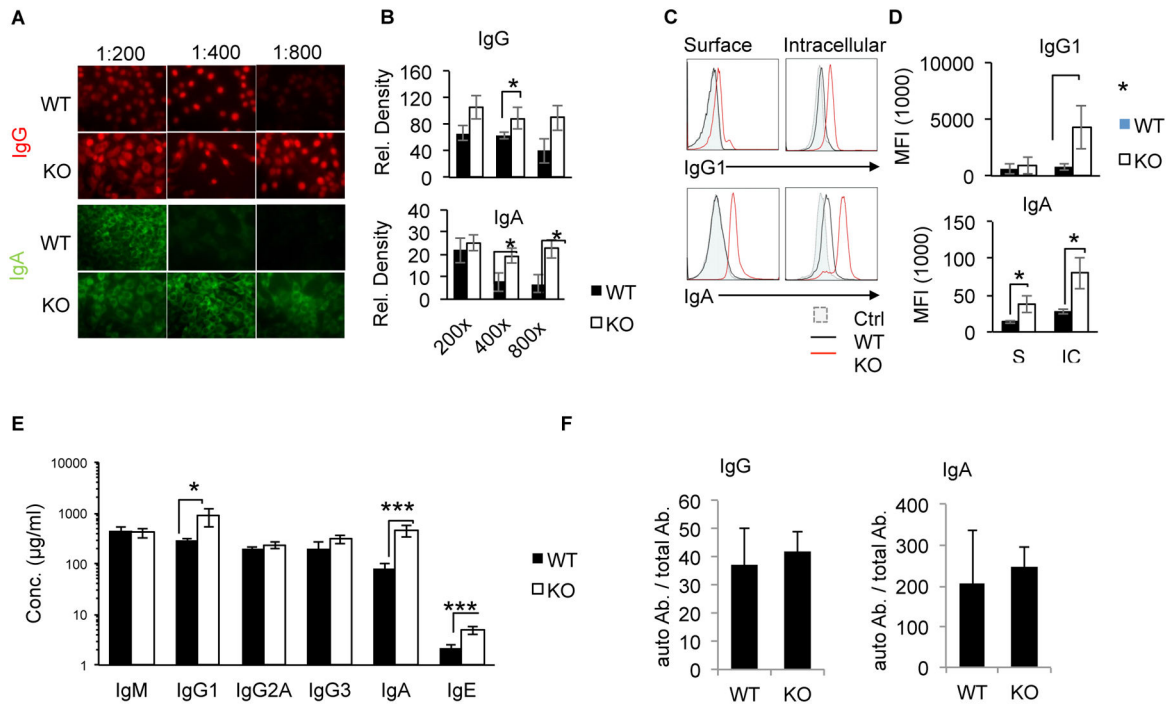 A
1:200 1:400 1:800
WT
IgG
KO
WT
IgA
KO
B
IgG
Rel. Density
160
120
80
40
0
*
IgA
Rel. Density
40
30
20
10
0
*
*
200x 400x 800x
WT
KO
C
Surface Intracellular
IgG1
IgA
Ctrl
WT
KO
D
IgG1
MFI (1000)
10000
5000
0
*
WT
KO
IgA
MFI (1000)
150
100
50
0
*
*
S IC
E
Conc. (µg/ml)
10000
1000
100
10
1
*
***
***
IgM IgG1 IgG2A IgG3 IgA IgE
WT
KO
F
IgG
auto Ab. / total Ab.
60
50
40
30
20
10
0
WT KO
IgA
auto Ab. / total Ab.
400
300
200
100
0
WT KO